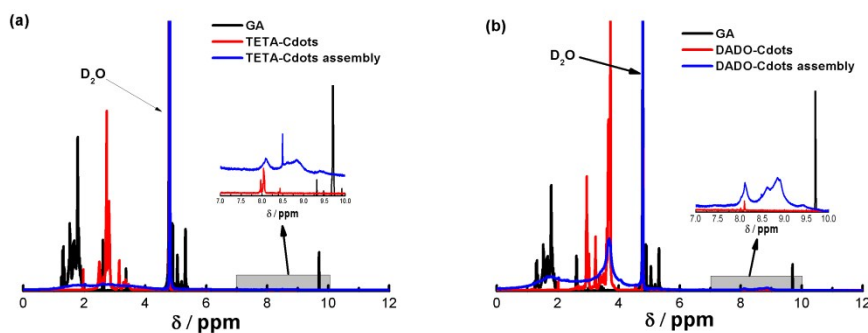 (a)
GA
TETA-Cdots
TETA-Cdots assembly
D2O
7.0 7.5 8.0 8.5 9.0 9.5 10.0
δ / ppm
0 2 4 6 8 10 12
δ / ppm
(b)
GA
DADO-Cdots
DADO-Cdots assembly
D2O
7.0 7.5 8.0 8.5 9.0 9.5 10.0
δ / ppm
0 2 4 6 8 10 12
δ / ppm